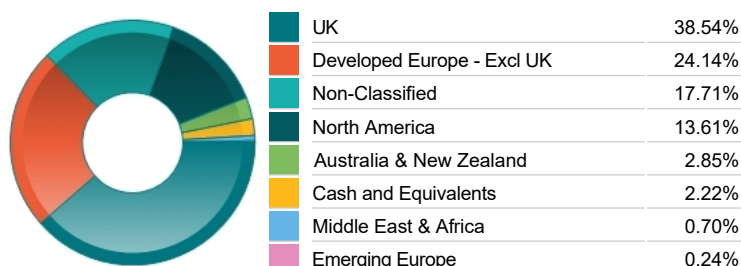 UK 38.54%
Developed Europe - Excl UK 24.14%
Non-Classified 17.71%
North America 13.61%
Australia & New Zealand 2.85%
Cash and Equivalents 2.22%
Middle East & Africa 0.70%
Emerging Europe 0.24%